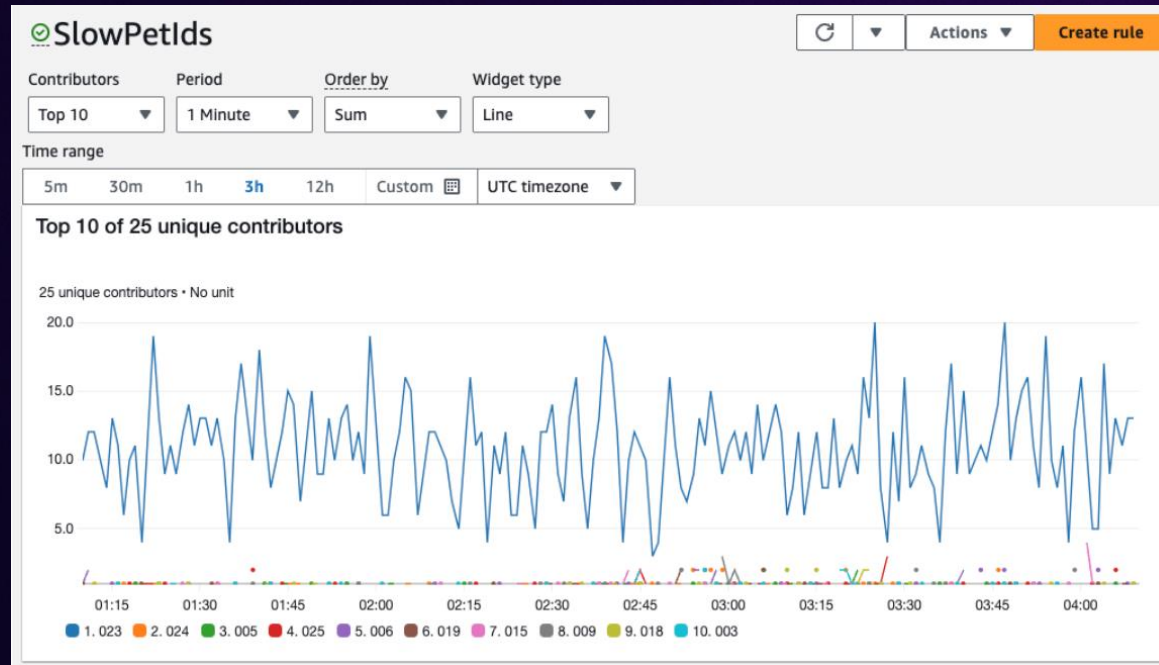 SlowPetIds
Actions
Create rule
Contributors
Period
Order by
Widget type
Top 10
1 Minute
Sum
Line
Time range
5m
30m
1h
3h
12h
Custom
UTC timezone
Top 10 of 25 unique contributors
25 unique contributors • No unit
20.0
15.0
10.0
5.0
01:15
01:30
01:45
02:00
02:15
02:30
02:45
03:00
03:15
03:30
03:45
04:00
1. 023
2. 024
3. 005
4. 025
5. 006
6. 019
7. 015
8. 009
9. 018
10. 003